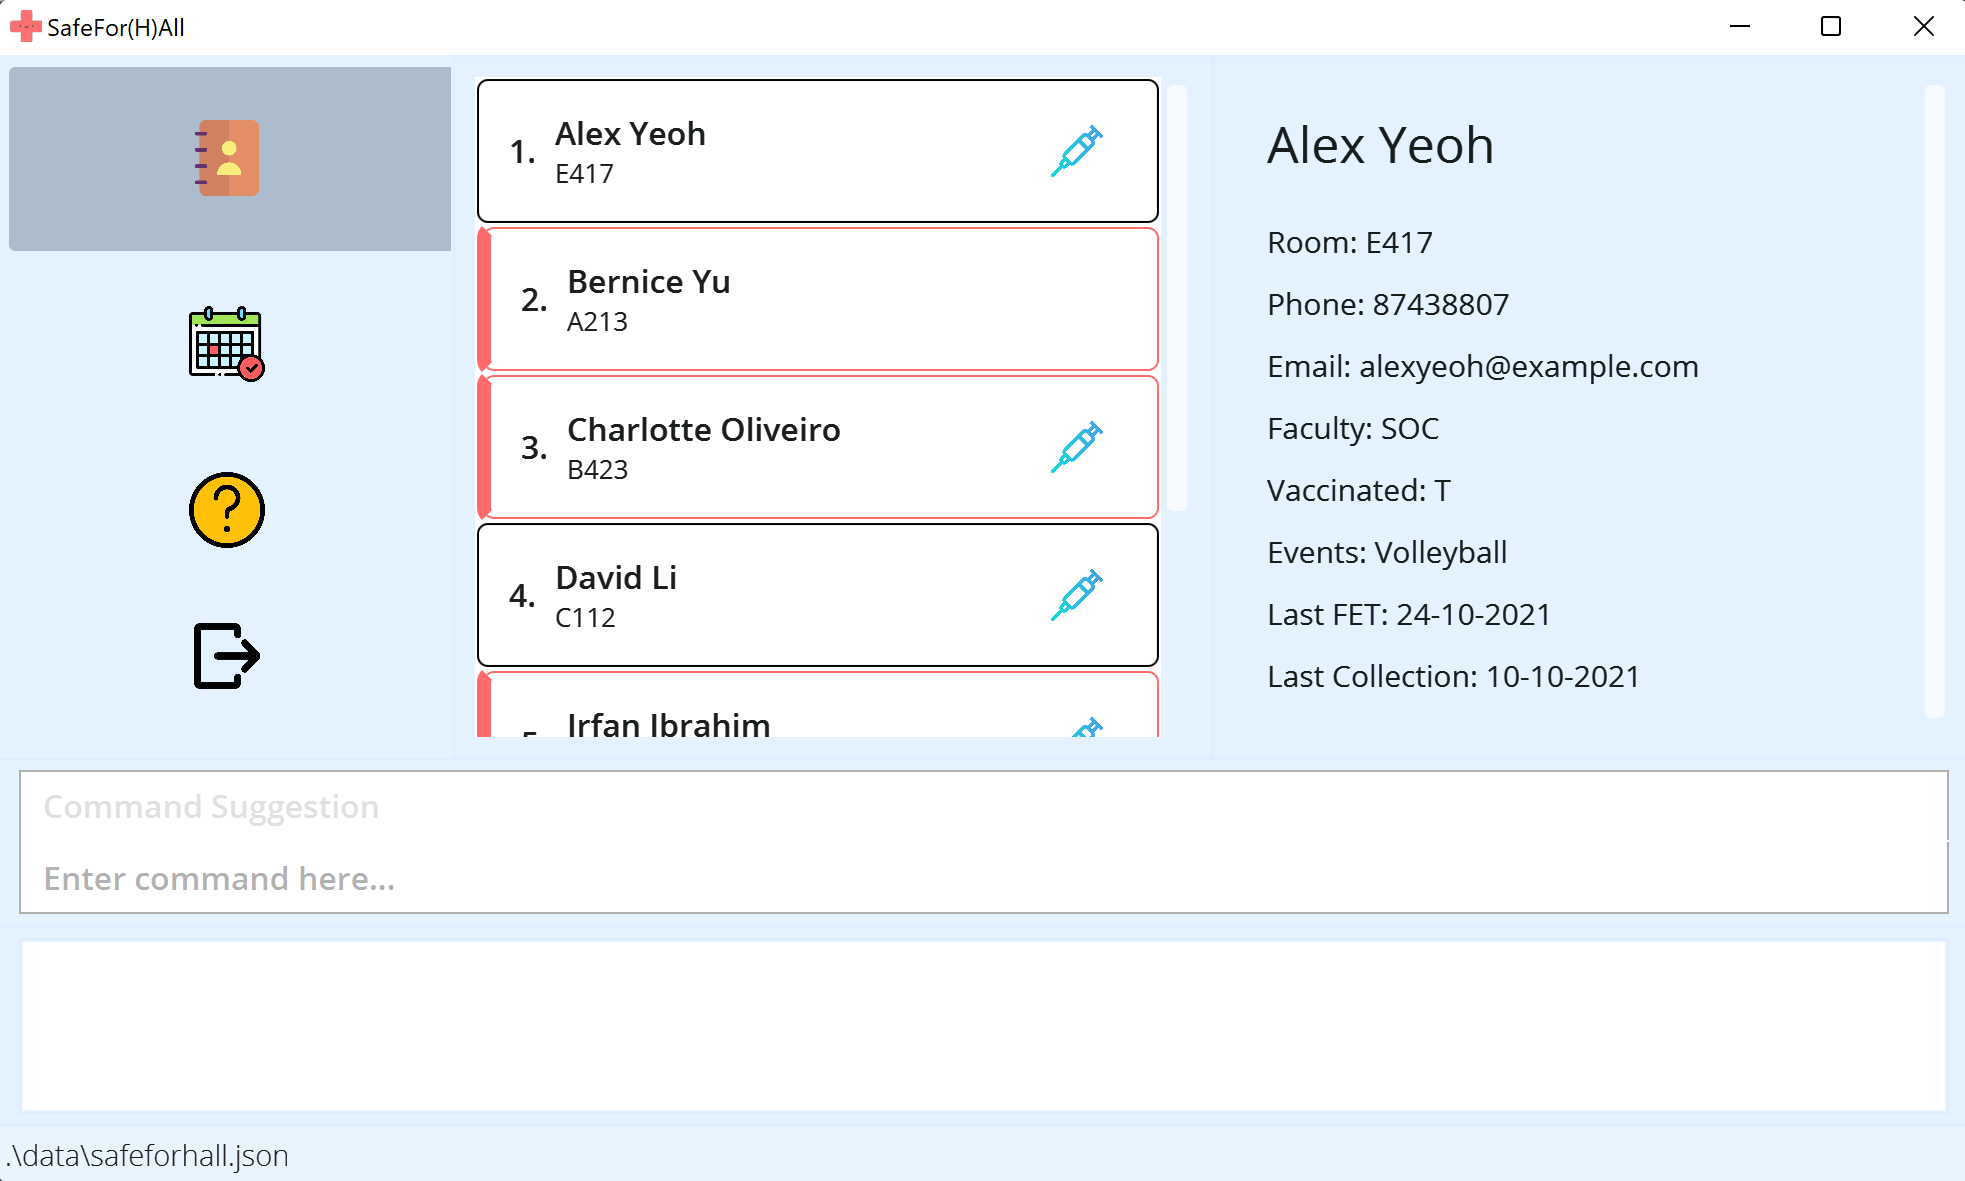 SafeFor(H)All
1. Alex Yeoh
E417
2. Bernice Yu
A213
3. Charlotte Oliveiro
B423
4. David Li
C112
Irfan Ibrahim
Alex Yeoh
Room: E417
Phone: 87438807
Email: alexyeoh@example.com
Faculty: SOC
Vaccinated: T
Events: Volleyball
Last FET: 24-10-2021
Last Collection: 10-10-2021
Command Suggestion
Enter command here...
.\data\safeforhall.json